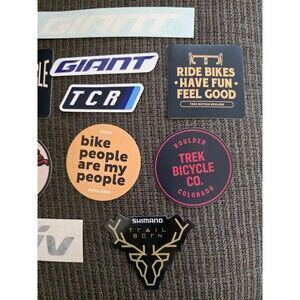 GIANT
GIANT
TCR
RIDE BIKES
HAVE FUN
FEEL GOOD
TREK BICYCLE BOULDER
TREK
bike
people
are my
people
BOULDER
BOULDER
TREK
BICYCLE
CO.
COLORADO
SHIMANO
TRAIL
BORN
iv